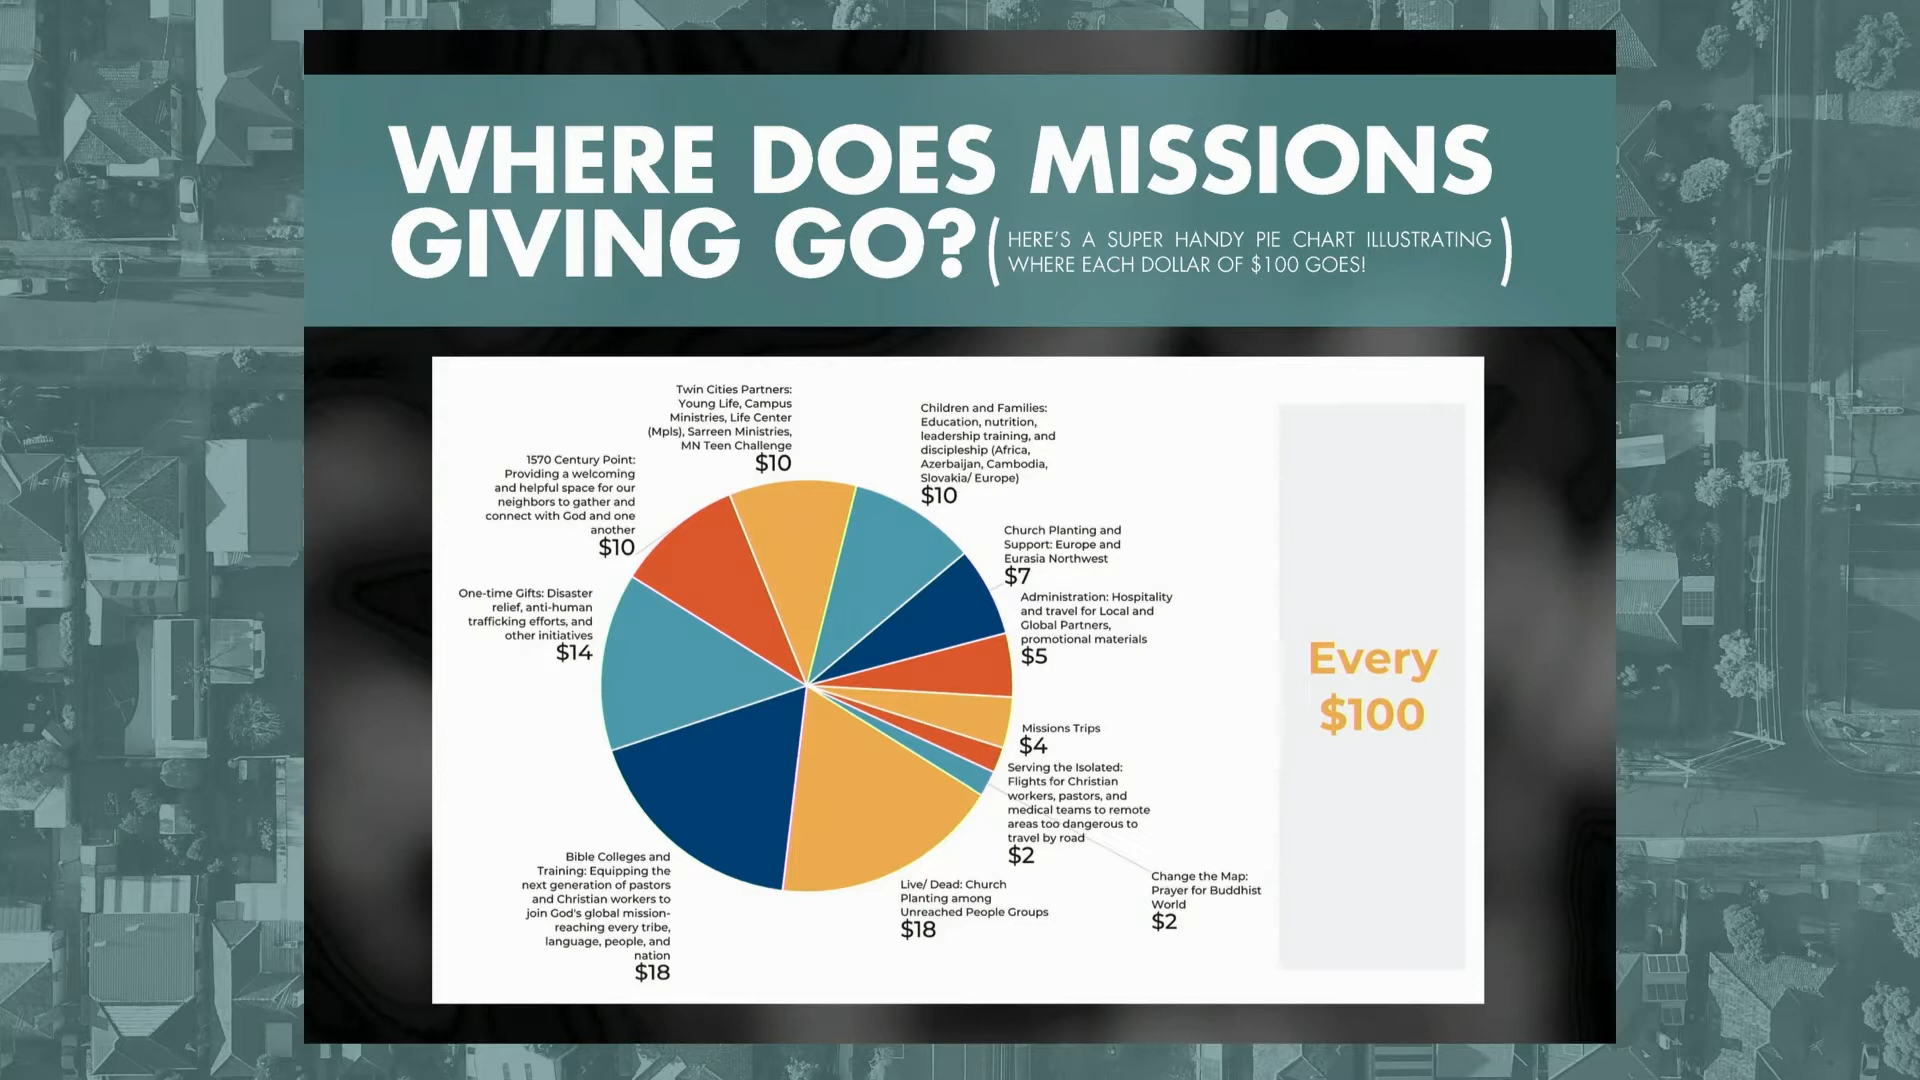 WHERE DOES MISSIONS
GIVING GO?
(HERE'S A SUPER HANDY PIE CHART ILLUSTRATING
WHERE EACH DOLLAR OF $100 GOES!)
Twin Cities Partners:
Young Life, Campus
Ministries, Life Center
(Mpls), Sarreen Ministries,
MN Teen Challenge
$10
Children and Families:
Education, nutrition,
leadership training, and
discipleship (Africa,
Azerbaijan, Cambodia,
Slovakia/ Europe)
$10
1570 Century Point:
Providing a welcoming
and helpful space for our
neighbors to gather and
connect with God and one
another
$10
Church Planting and
Support: Europe and
Eurasia Northwest
$7
One-time Gifts: Disaster
relief, anti-human
trafficking efforts, and
other initiatives
$14
Administration: Hospitality
and travel for Local and
Global Partners,
promotional materials
$5
Missions Trips
$4
Serving the Isolated:
Flights for Christian
workers, pastors, and
medical teams to remote
areas too dangerous to
travel by road
$2
Bible Colleges and
Training: Equipping the
next generation of pastors
and Christian workers to
join God's global mission-
reaching every tribe,
language, people, and
nation
$18
Live/ Dead: Church
Planting among
Unreached People Groups
$18
Change the Map:
Prayer for Buddhist
World
$2
Every
$100